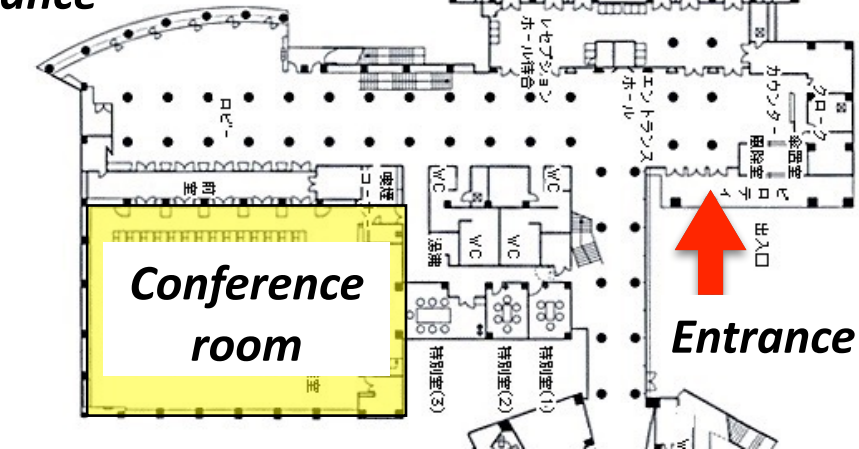 ance
レセプション
ホール待合
エントランス
ホール
カウンター
クローク
ロビー
風除室
傘置室
ピロティ
前室
喫煙
コーナー
WC
WC
出入口
WC
WC
湯沸
Conference
room
Entrance
室
特別室(3)
特別室(2)
特別室(1)
W